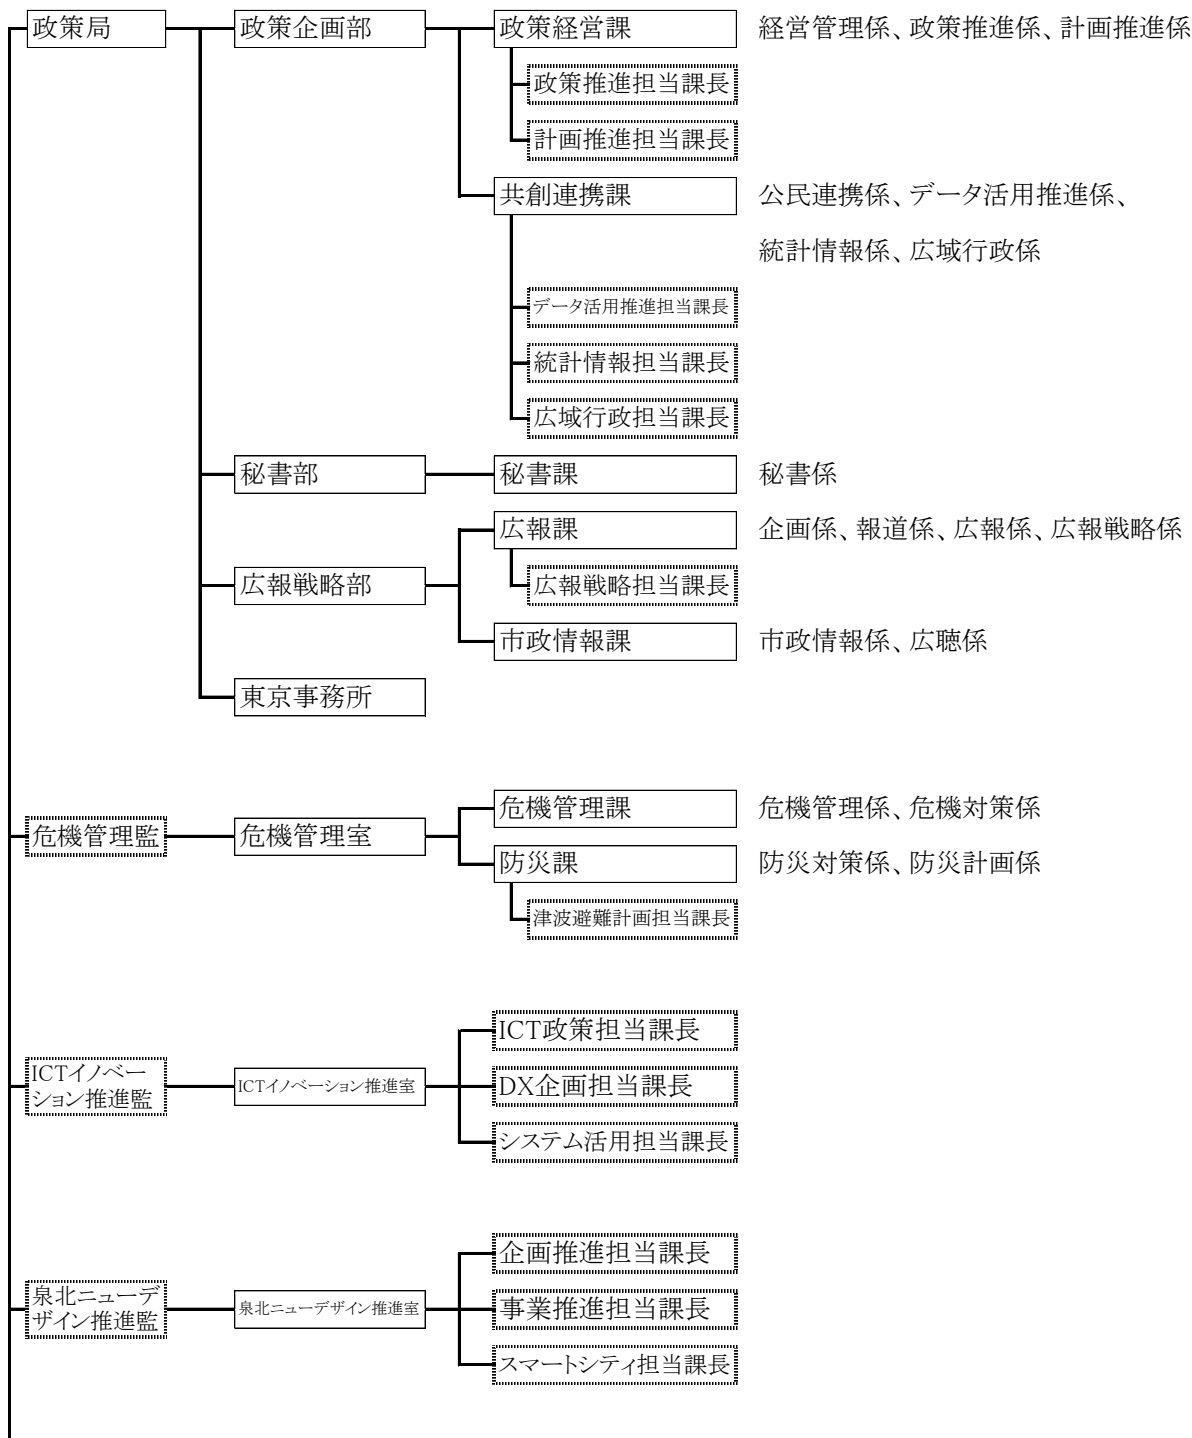 政策局
政策企画部
政策経営課
経営管理係、政策推進係、計画推進係
政策推進担当課長
計画推進担当課長
共創連携課
公民連携係、データ活用推進係、
統計情報係、広域行政係
データ活用推進担当課長
統計情報担当課長
広域行政担当課長
秘書部
秘書課
秘書係
広報戦略部
広報課
企画係、報道係、広報係、広報戦略係
広報戦略担当課長
市政情報課
市政情報係、広聴係
東京事務所
危機管理監
危機管理室
危機管理課
危機管理係、危機対策係
防災課
防災対策係、防災計画係
津波避難計画担当課長
ICTイノベー
ション推進監
ICTイノベーション推進室
ICT政策担当課長
DX企画担当課長
システム活用担当課長
泉北ニューデ
ザイン推進監
泉北ニューデザイン推進室
企画推進担当課長
事業推進担当課長
スマートシティ担当課長